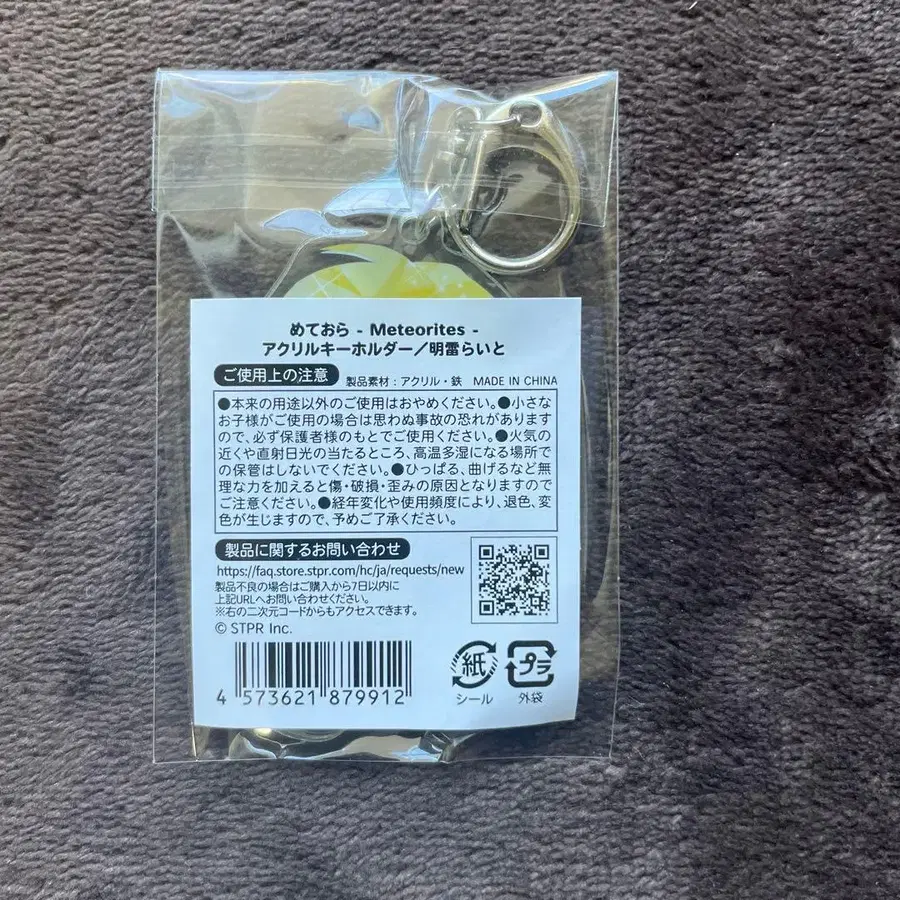 めておら - Meteorites -
アクリルキーホルダー／明雷らいと
ご使用上の注意 製品素材：アクリル・鉄 MADE IN CHINA
●本来の用途以外のご使用はおやめください。●小さな
お子様がご使用の場合は思わぬ事故の恐れがあります
ので、必ず保護者様のもとでご使用ください。●火気の
近くや直射日光の当たるところ、高温多湿になる場所で
の保管はしないでください。●ひっぱる、曲げるなど無
理な力を加えると傷・破損・歪みの原因となりますので
ご注意ください。●経年変化や使用頻度により、退色、変
色が生じますので、予めご了承ください。
製品に関するお問い合わせ
https://faq.store.stpr.com/hc/ja/requests/new
製品不良の場合はご購入から7日以内に
上記URLへお問い合わせください。
※右の二次元コードからもアクセスできます。
© STPR Inc.
4 573621 879912
紙 プラ
シール 外袋